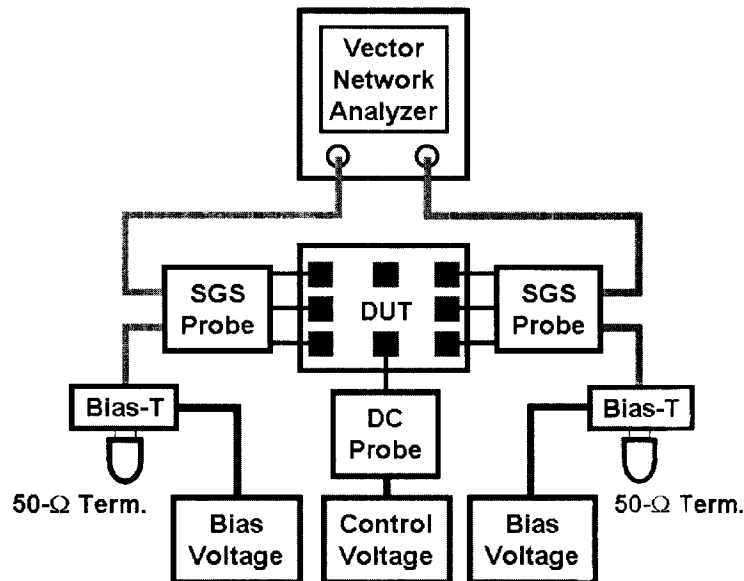 Vector
Network
Analyzer
SGS
Probe
DUT
SGS
Probe
Bias-T
DC
Probe
Bias-T
50-Ω Term.
50-Ω Term.
Bias
Voltage
Control
Voltage
Bias
Voltage